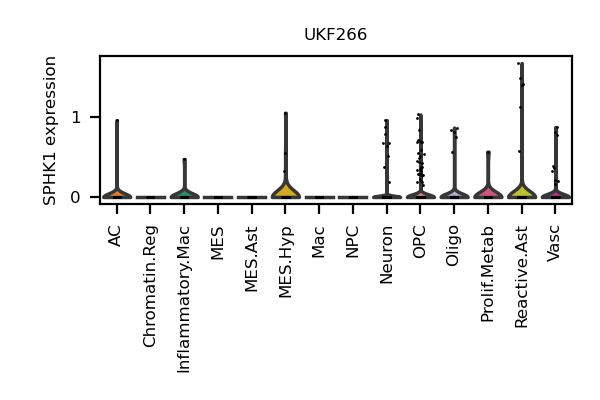 UKF266
SPHK1 expression
1
0
AC
Chromatin.Reg
Inflammatory.Mac
MES
MES.Ast
MES.Hyp
Mac
NPC
Neuron
OPC
Oligo
Prolif.Metab
Reactive.Ast
Vasc